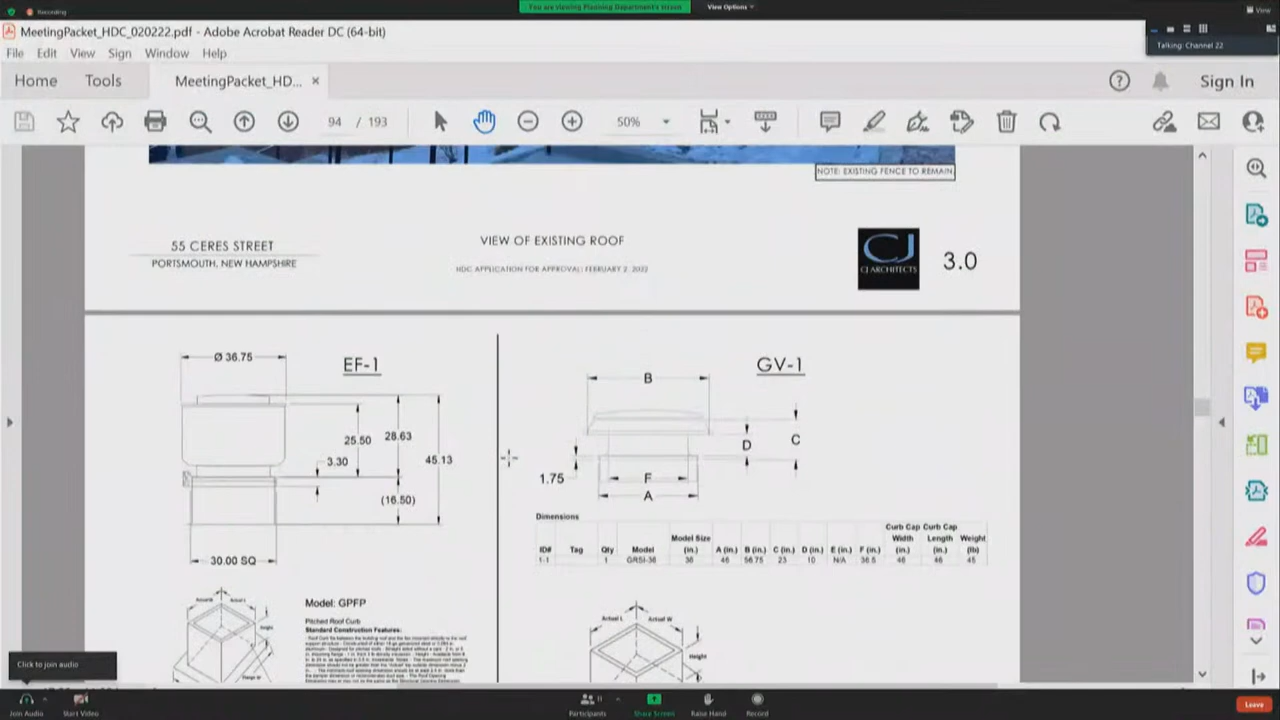 Recording
You are viewing Planning Department's screen
View Options
View
MeetingPacket_HDC_020222.pdf - Adobe Acrobat Reader DC (64-bit)
Talking: Channel 22
File Edit View Sign Window Help
Home Tools MeetingPacket_HD... × Sign In
94 / 193 50%
NOTE: EXISTING FENCE TO REMAIN
55 CERES STREET
PORTSMOUTH, NEW HAMPSHIRE
VIEW OF EXISTING ROOF
HDC APPLICATION FOR APPROVAL: FEBRUARY 2, 2022
CJ
CJ ARCHITECTS
3.0
Ø 36.75
EF-1
25.50
28.63
3.30
45.13
(16.50)
30.00 SQ
GV-1
B
D
C
1.75
F
A
Dimensions
ID# Tag Qty Model Model Size (in.) A (in.) B (in.) C (in.) D (in.) E (in.) F (in.) Curb Cap Width (in.) Curb Cap Length (in.) Weight (lb)
1-1 1 GRSI-36 36 46 56.75 23 10 N/A 36.5 46 46 45
Actual L
Height
Model: GPFP
Pitched Roof Curb
Standard Construction Features:
Actual L Actual W
Height
Click to join audio
Join Audio
Start Video
Participants
11
Share Screen
Raise Hand
Record
Leave